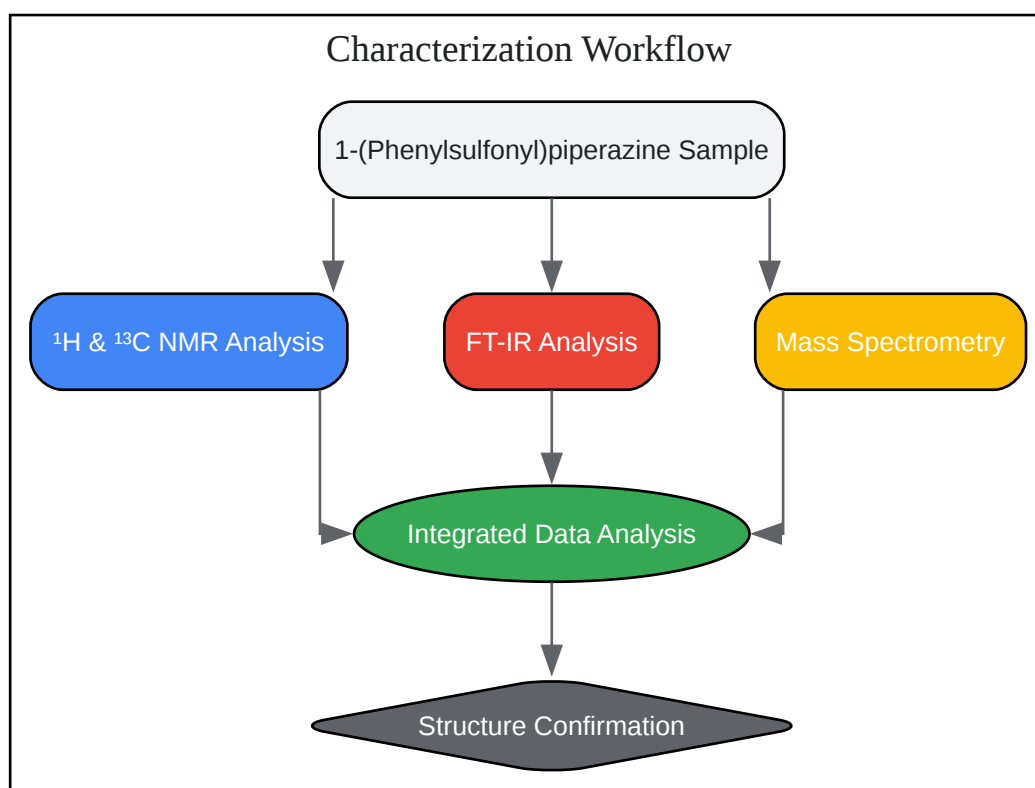 Characterization Workflow
1-(Phenylsulfonyl)piperazine Sample
¹H & ¹³C NMR Analysis
FT-IR Analysis
Mass Spectrometry
Integrated Data Analysis
Structure Confirmation